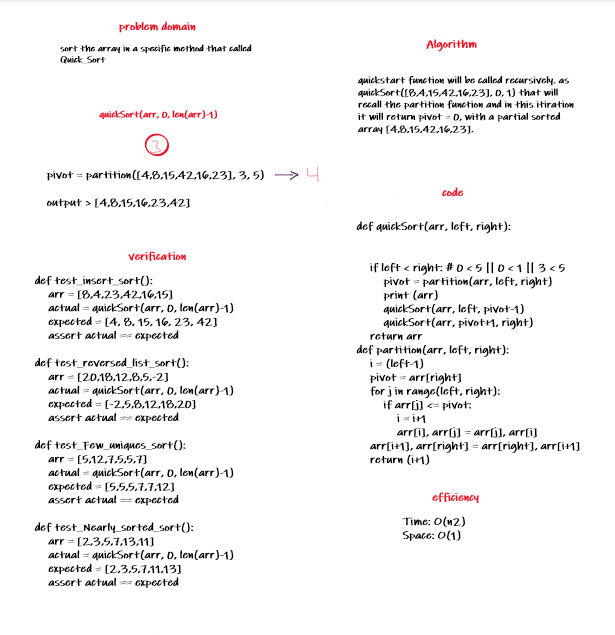 problem domain
sort the array in a specific method that called
Quick_Sort
quickSort(arr, 0, len(arr)-1)
3
pivot = partition([4,8,15,42,16,23], 3, 5) → 4
output > [4,8,15,16,23,42]
verification
def test_insert_sort():
arr = [8,4,23,42,16,15]
actual = quickSort(arr, 0, len(arr)-1)
expected = [4, 8, 15, 16, 23, 42]
assert actual == expected
def test_reversed_list_sort():
arr = [20,18,12,8,5,-2]
actual = quickSort(arr, 0, len(arr)-1)
expected = [-2,5,8,12,18,20]
assert actual == expected
def test_Few_uniques_sort():
arr = [5,12,7,5,5,7]
actual = quickSort(arr, 0, len(arr)-1)
expected = [5,5,5,7,7,12]
assert actual == expected
def test_Nearly_sorted_sort():
arr = [2,3,5,7,13,11]
actual = quickSort(arr, 0, len(arr)-1)
expected = [2,3,5,7,11,13]
assert actual == expected
Algorithm
quickstart function will be called recursively. as
quickSort([8,4,15,42,16,23], 0, 1) that will
recall the partition function and in this itiration
it will return pivot = 0, with a partial sorted
array [4,8,15,42,16,23].
code
def quickSort(arr, left, right):
if left < right: # 0 < 5 || 0 < 1 || 3 < 5
pivot = partition(arr, left, right)
print (arr)
quickSort(arr, left, pivot-1)
quickSort(arr, pivot+1, right)
return arr
def partition(arr, left, right):
i = (left-1)
pivot = arr[right]
for j in range(left, right):
if arr[j] <= pivot:
i = i+1
arr[i], arr[j] = arr[j], arr[i]
arr[i+1], arr[right] = arr[right], arr[i+1]
return (i+1)
efficiency
Time: O(n2)
Space: O(1)